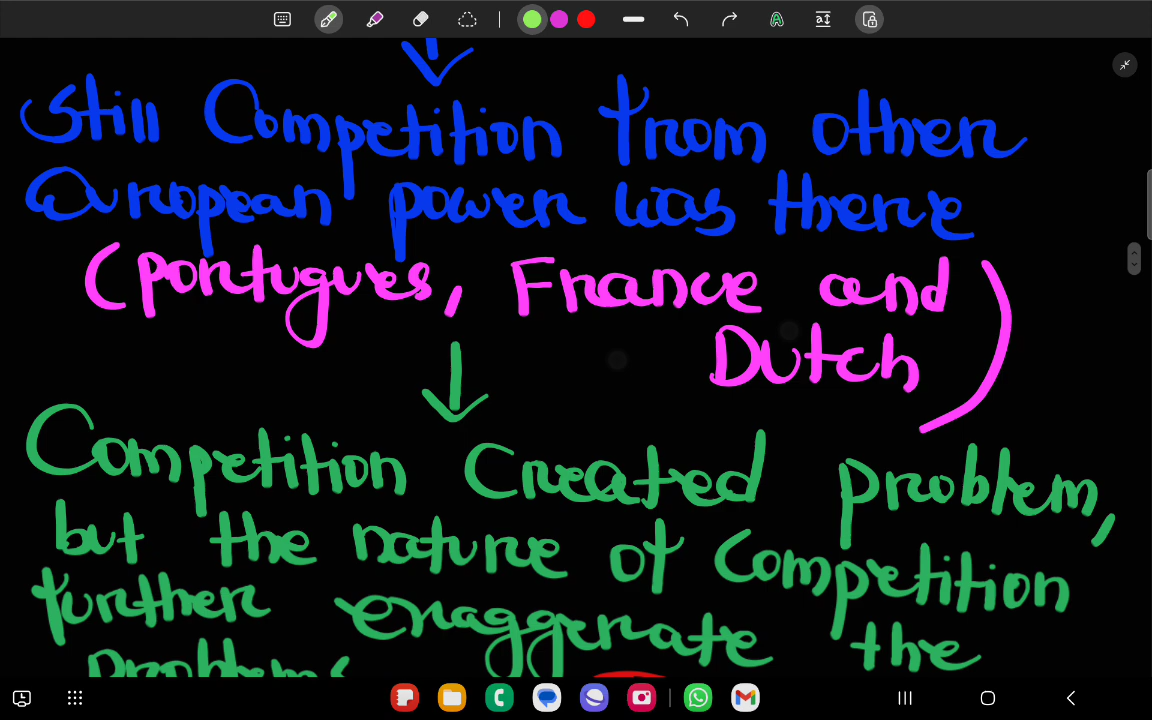 Still Competition from other
European power was there
(Portugues, France and
Dutch)
Competition Created problem,
but the nature of Competition
further exaggerate the
problem